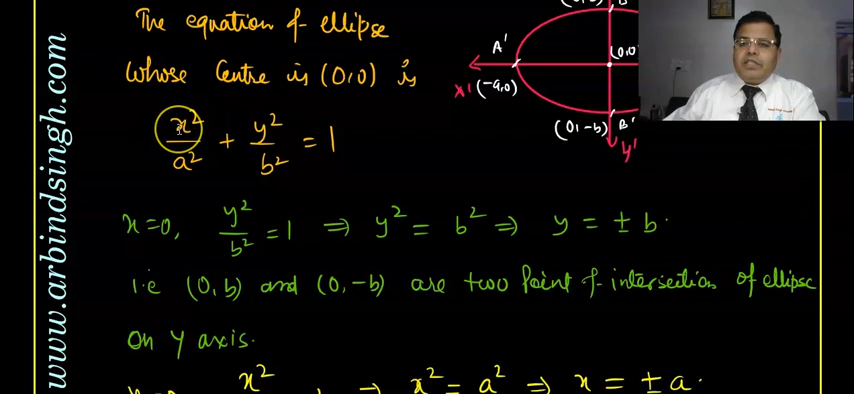 The equation of ellipse
whose Centre is (0,0) is
x²/a² + y²/b² = 1
A'
(0,0)
X'
(-a,0)
(0,-b)
B'
y'
x=0, y²/b² = 1 ⇒ y² = b² ⇒ y = ± b.
i.e (0,b) and (0,-b) are two point of intersection of ellipse
on Y axis.
x²
⇒ x² = a² ⇒ x = ± a.
www.arbindsingh.com